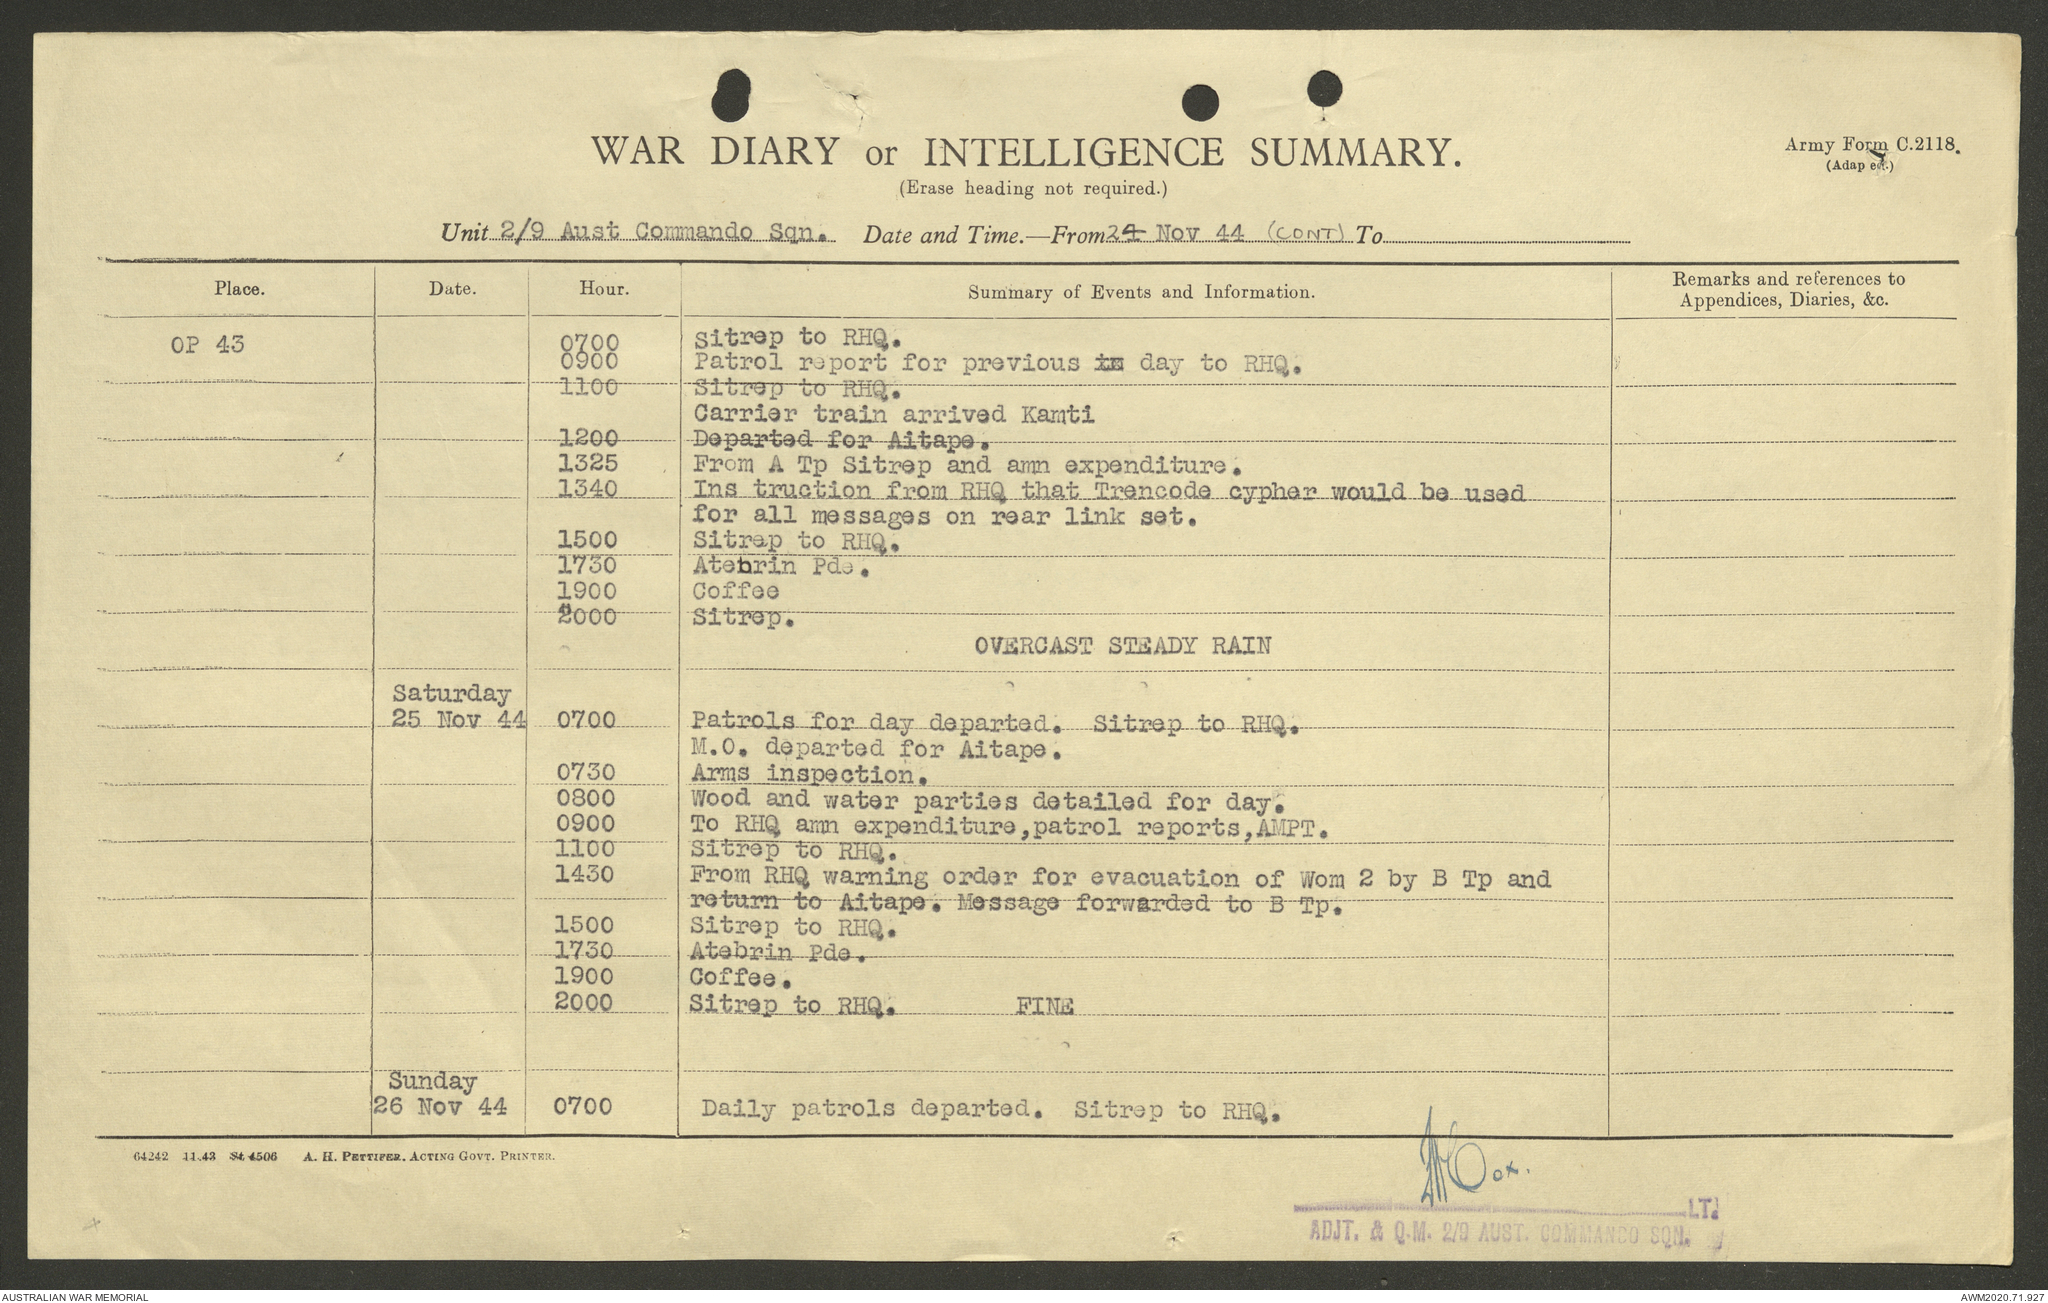 WAR DIARY or INTELLIGENCE SUMMARY.
(Erase heading not required.)
Army Form C.2118.
(Adap ed.)
Unit 2/9 Aust Commando Sqn. Date and Time.—From 24 Nov 44 (CONT) To
Place. Date. Hour. Summary of Events and Information. Remarks and references to
Appendices, Diaries, &c.
OP 43 0700 Sitrep to RHQ.
0900 Patrol report for previous day to RHQ.
1100 Sitrep to RHQ.
Carrier train arrived Kamti
1200 Departed for Aitape.
1325 From A Tp Sitrep and amn expenditure.
1340 Ins truction from RHQ that Trencode cypher would be used
for all messages on rear link set.
1500 Sitrep to RHQ.
1730 Atebrin Pde.
1900 Coffee
2000 Sitrep.
OVERCAST STEADY RAIN
Saturday
25 Nov 44 0700 Patrols for day departed. Sitrep to RHQ.
M.O. departed for Aitape.
0730 Arms inspection.
0800 Wood and water parties detailed for day.
0900 To RHQ amn expenditure,patrol reports,AMPT.
1100 Sitrep to RHQ.
1430 From RHQ warning order for evacuation of Wom 2 by B Tp and
return to Aitape. Message forwarded to B Tp.
1500 Sitrep to RHQ.
1730 Atebrin Pde.
1900 Coffee.
2000 Sitrep to RHQ. FINE
Sunday
26 Nov 44 0700 Daily patrols departed. Sitrep to RHQ.
64242 11.43 St 4506 A. H. PETTIFER. ACTING GOVT. PRINTER.
Cox.
LT.
ADJT. & Q.M. 2/9 AUST. COMMANDO SQN.
AUSTRALIAN WAR MEMORIAL
AWM2020.71.927